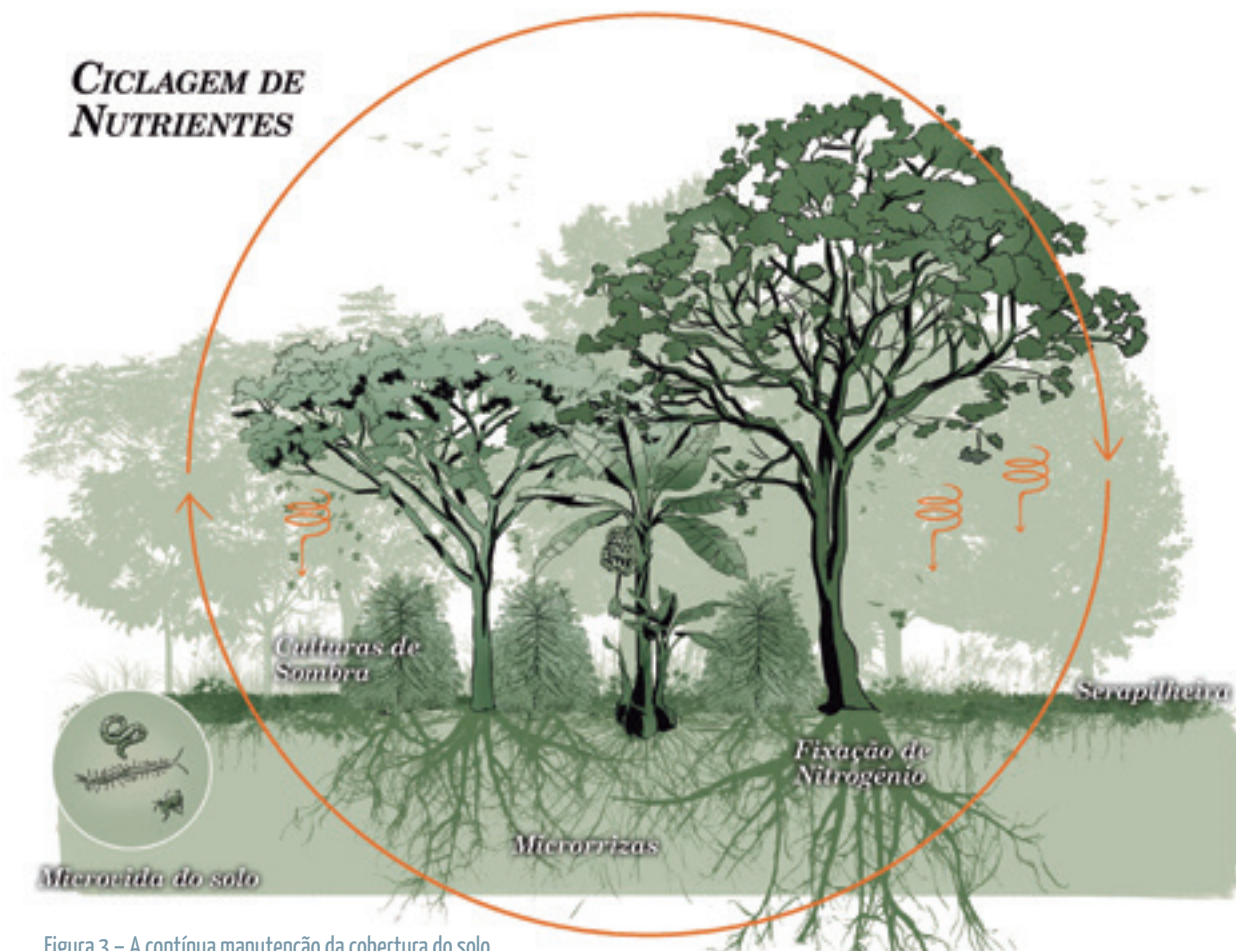 CICLAGEM DE
NUTRIENTES
Culturas de
Sombra
Serapilheira
Fixação de
Nitrogênio
Microrrizas
Microvida do solo
Figura 3 – A contínua manutenção da cobertura do solo